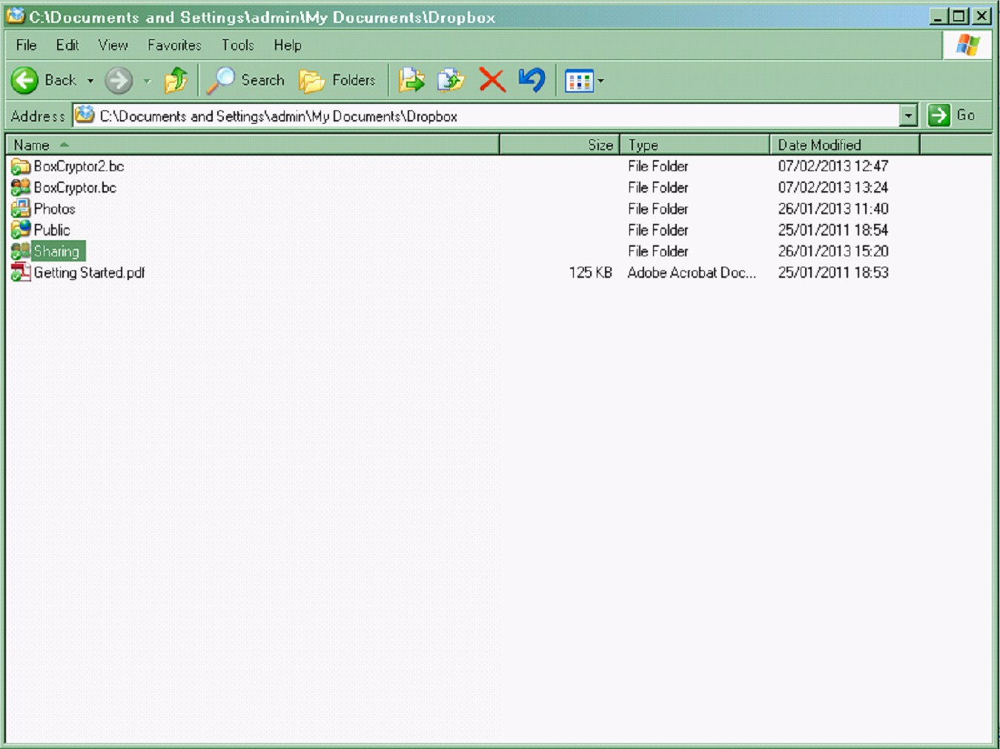 C:\Documents and Settings\admin\My Documents\Dropbox
File Edit View Favorites Tools Help
Back Search Folders
Address C:\Documents and Settings\admin\My Documents\Dropbox Go
Name Size Type Date Modified
BoxCryptor2.bc File Folder 07/02/2013 12:47
BoxCryptor.bc File Folder 07/02/2013 13:24
Photos File Folder 26/01/2013 11:40
Public File Folder 25/01/2011 18:54
Sharing File Folder 26/01/2013 15:20
Getting Started.pdf 125 KB Adobe Acrobat Doc... 25/01/2011 18:53